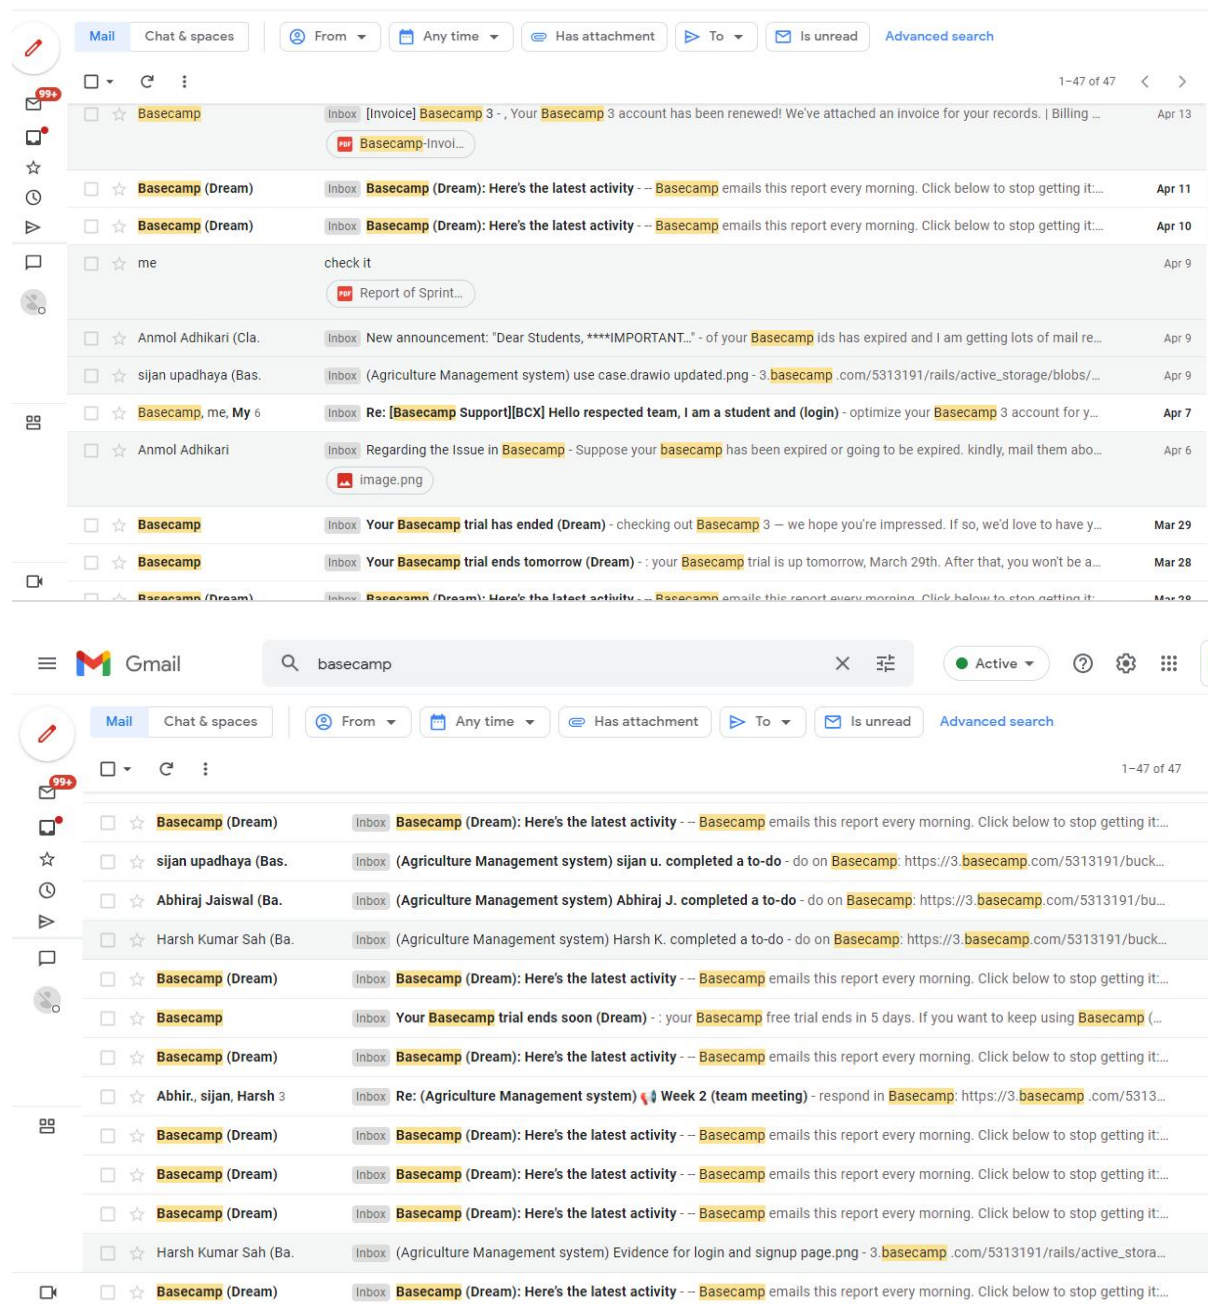 Mail Chat & spaces From Any time Has attachment To Is unread Advanced search
1–47 of 47
99+
Basecamp Inbox [Invoice] Basecamp 3 - , Your Basecamp 3 account has been renewed! We've attached an invoice for your records. | Billing ... Apr 13
PDF Basecamp-Invoi...
Basecamp (Dream) Inbox Basecamp (Dream): Here's the latest activity - -- Basecamp emails this report every morning. Click below to stop getting it:... Apr 11
Basecamp (Dream) Inbox Basecamp (Dream): Here's the latest activity - -- Basecamp emails this report every morning. Click below to stop getting it:... Apr 10
me check it Apr 9
PDF Report of Sprint...
Anmol Adhikari (Cla. Inbox New announcement: "Dear Students, ****IMPORTANT..." - of your Basecamp ids has expired and I am getting lots of mail re... Apr 9
sijan upadhaya (Bas. Inbox (Agriculture Management system) use case.drawio updated.png - 3.basecamp .com/5313191/rails/active_storage/blobs/... Apr 9
Basecamp, me, My 6 Inbox Re: [Basecamp Support][BCX] Hello respected team, I am a student and (login) - optimize your Basecamp 3 account for y... Apr 7
Anmol Adhikari Inbox Regarding the Issue in Basecamp - Suppose your basecamp has been expired or going to be expired. kindly, mail them abo... Apr 6
image.png
Basecamp Inbox Your Basecamp trial has ended (Dream) - checking out Basecamp 3 — we hope you're impressed. If so, we'd love to have y... Mar 29
Basecamp Inbox Your Basecamp trial ends tomorrow (Dream) - : your Basecamp trial is up tomorrow, March 29th. After that, you won't be a... Mar 28
Basecamp (Dream) Inbox Basecamp (Dream): Here's the latest activity - -- Basecamp emails this report every morning. Click below to stop getting it: Mar 28
Gmail basecamp Active
Mail Chat & spaces From Any time Has attachment To Is unread Advanced search
1–47 of 47
99+
Basecamp (Dream) Inbox Basecamp (Dream): Here's the latest activity - -- Basecamp emails this report every morning. Click below to stop getting it:...
sijan upadhaya (Bas. Inbox (Agriculture Management system) sijan u. completed a to-do - do on Basecamp: https://3.basecamp.com/5313191/buck...
Abhiraj Jaiswal (Ba. Inbox (Agriculture Management system) Abhiraj J. completed a to-do - do on Basecamp: https://3.basecamp.com/5313191/bu...
Harsh Kumar Sah (Ba. Inbox (Agriculture Management system) Harsh K. completed a to-do - do on Basecamp: https://3.basecamp.com/5313191/buck...
Basecamp (Dream) Inbox Basecamp (Dream): Here's the latest activity - -- Basecamp emails this report every morning. Click below to stop getting it:...
Basecamp Inbox Your Basecamp trial ends soon (Dream) - : your Basecamp free trial ends in 5 days. If you want to keep using Basecamp (...
Basecamp (Dream) Inbox Basecamp (Dream): Here's the latest activity - -- Basecamp emails this report every morning. Click below to stop getting it:...
Abhir., sijan, Harsh 3 Inbox Re: (Agriculture Management system) 📢 Week 2 (team meeting) - respond in Basecamp: https://3.basecamp .com/5313...
Basecamp (Dream) Inbox Basecamp (Dream): Here's the latest activity - -- Basecamp emails this report every morning. Click below to stop getting it:...
Basecamp (Dream) Inbox Basecamp (Dream): Here's the latest activity - -- Basecamp emails this report every morning. Click below to stop getting it:...
Basecamp (Dream) Inbox Basecamp (Dream): Here's the latest activity - -- Basecamp emails this report every morning. Click below to stop getting it:...
Harsh Kumar Sah (Ba. Inbox (Agriculture Management system) Evidence for login and signup page.png - 3.basecamp .com/5313191/rails/active_stora...
Basecamp (Dream) Inbox Basecamp (Dream): Here's the latest activity - -- Basecamp emails this report every morning. Click below to stop getting it:...